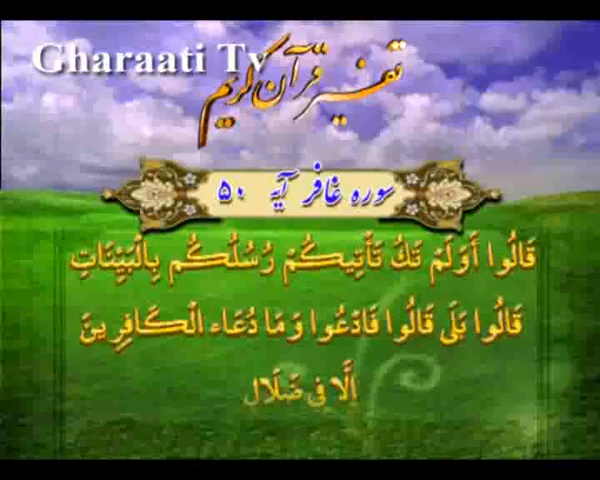 Gharaati Tv
تفسیر قرآن کریم
سوره غافر آیه ۵۰
قَالُوا أَوَلَمْ تَكُ تَأْتِيكُمْ رُسُلُكُم بِالْبَيِّنَاتِ
قَالُوا بَلَى قَالُوا فَادْعُوا وَمَا دُعَاء الْكَافِرِينَ
إِلَّا فِي ضَلَالٍ